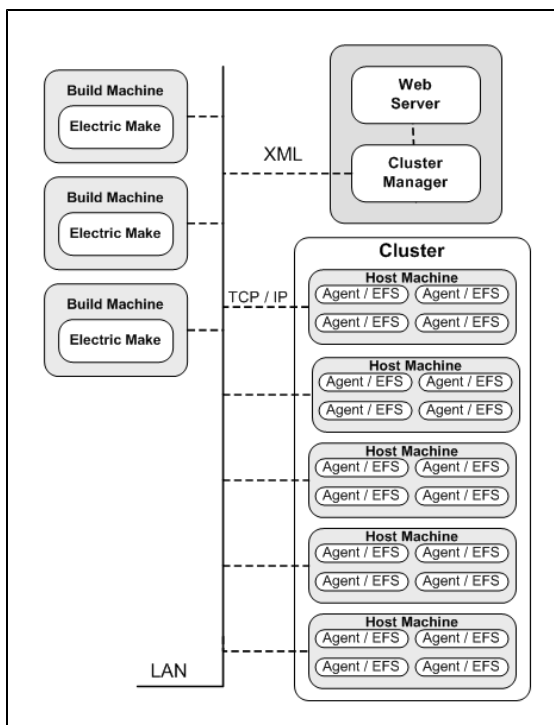 Build Machine
Electric Make
Build Machine
Electric Make
Build Machine
Electric Make
Web
Server
XML
Cluster
Manager
Cluster
TCP / IP
Host Machine
Agent / EFS Agent / EFS
Agent / EFS Agent / EFS
Host Machine
Agent / EFS Agent / EFS
Agent / EFS Agent / EFS
Host Machine
Agent / EFS Agent / EFS
Agent / EFS Agent / EFS
Host Machine
Agent / EFS Agent / EFS
Agent / EFS Agent / EFS
Host Machine
Agent / EFS Agent / EFS
Agent / EFS Agent / EFS
LAN